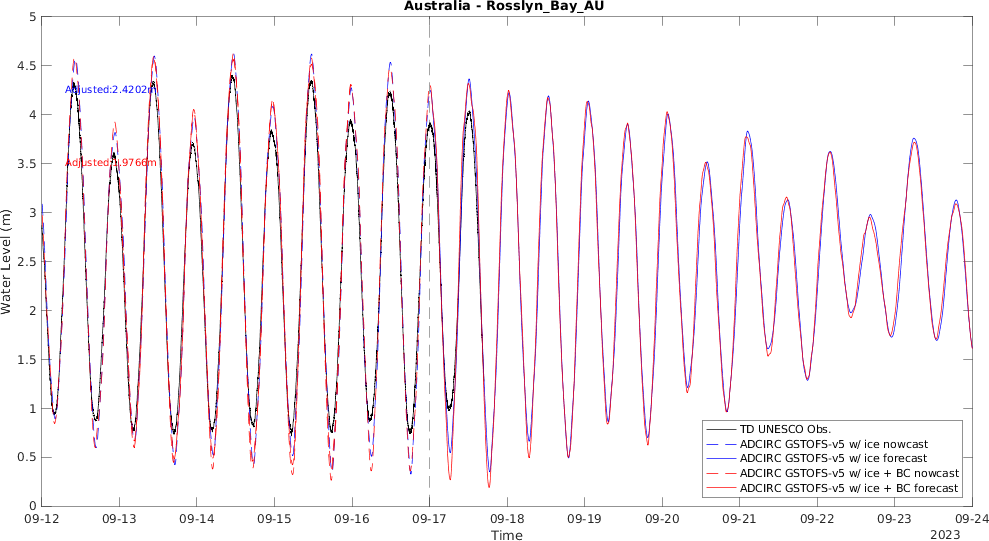 Australia - Rosslyn_Bay_AU
Water Level (m)
5
4.5
4
3.5
3
2.5
2
1.5
1
0.5
0
Adjusted:2.4202m
Adjusted:1.9766m
TD UNESCO Obs.
ADCIRC GSTOFS-v5 w/ ice nowcast
ADCIRC GSTOFS-v5 w/ ice forecast
ADCIRC GSTOFS-v5 w/ ice + BC nowcast
ADCIRC GSTOFS-v5 w/ ice + BC forecast
09-12 09-13 09-14 09-15 09-16 09-17 09-18 09-19 09-20 09-21 09-22 09-23 09-24
Time
2023